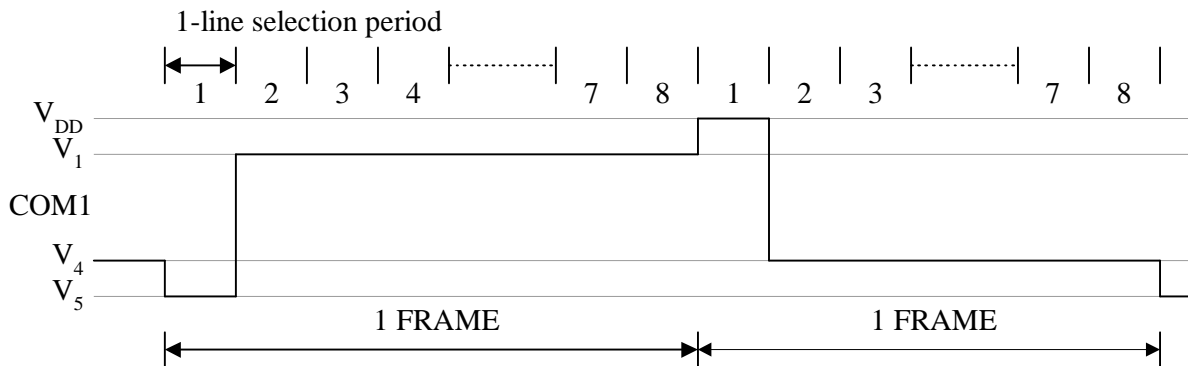 1-line selection period
1 2 3 4 7 8 1 2 3 7 8
V_DD
V_1
COM1
V_4
V_5
1 FRAME 1 FRAME